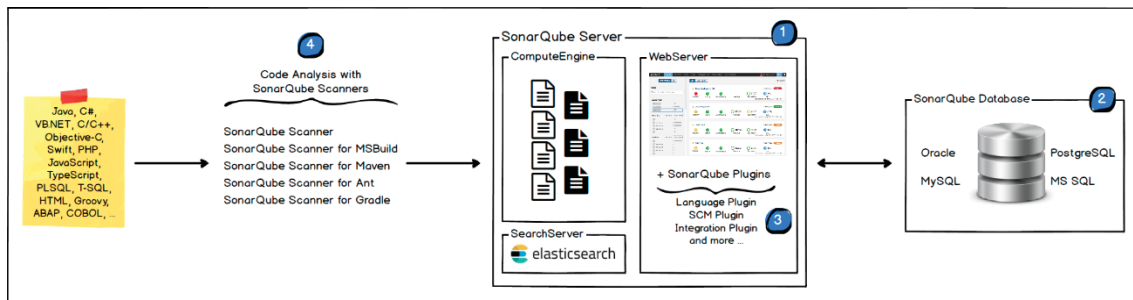 Java, C#,
VB.NET, C/C++,
Objective-C,
Swift, PHP,
JavaScript,
TypeScript,
PLSQL, T-SQL,
HTML, Groovy,
ABAP, COBOL, ...
4
Code Analysis with
SonarQube Scanners
SonarQube Scanner
SonarQube Scanner for MSBuild
SonarQube Scanner for Maven
SonarQube Scanner for Ant
SonarQube Scanner for Gradle
SonarQube Server
1
ComputeEngine
SearchServer
elasticsearch
WebServer
+ SonarQube Plugins
Language Plugin
SCM Plugin
Integration Plugin
and more ...
3
SonarQube Database
2
Oracle
PostgreSQL
MySQL
MS SQL